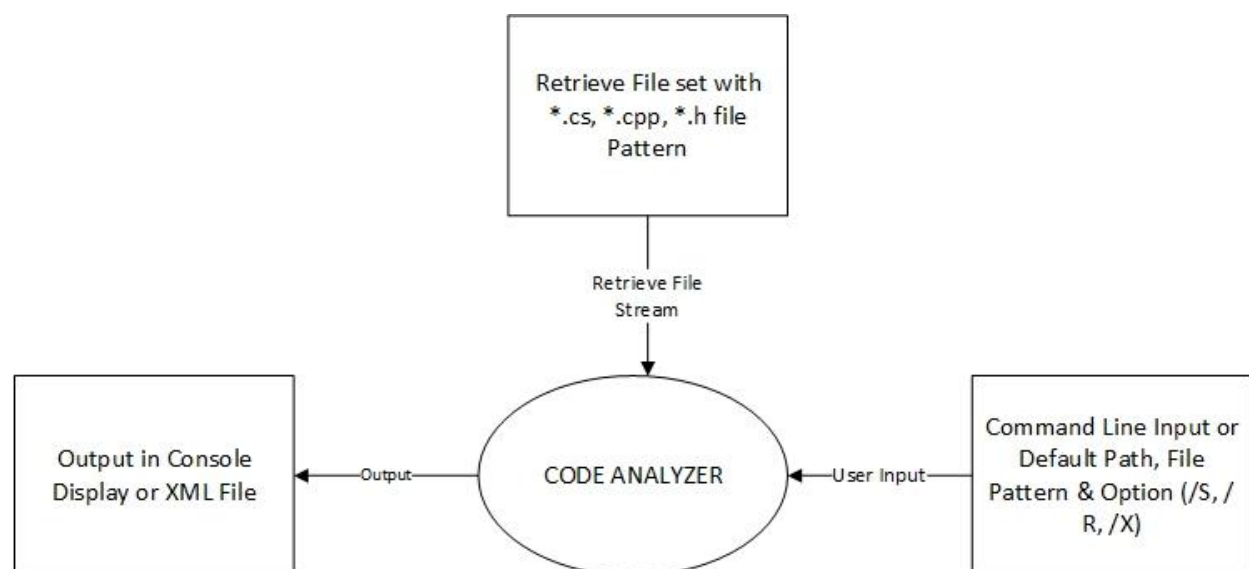 Retrieve File set with
*.cs, *.cpp, *.h file
Pattern
Retrieve File
Stream
Output in Console
Display or XML File
Output
CODE ANALYZER
User Input
Command Line Input or
Default Path, File
Pattern & Option (/S, /
R, /X)